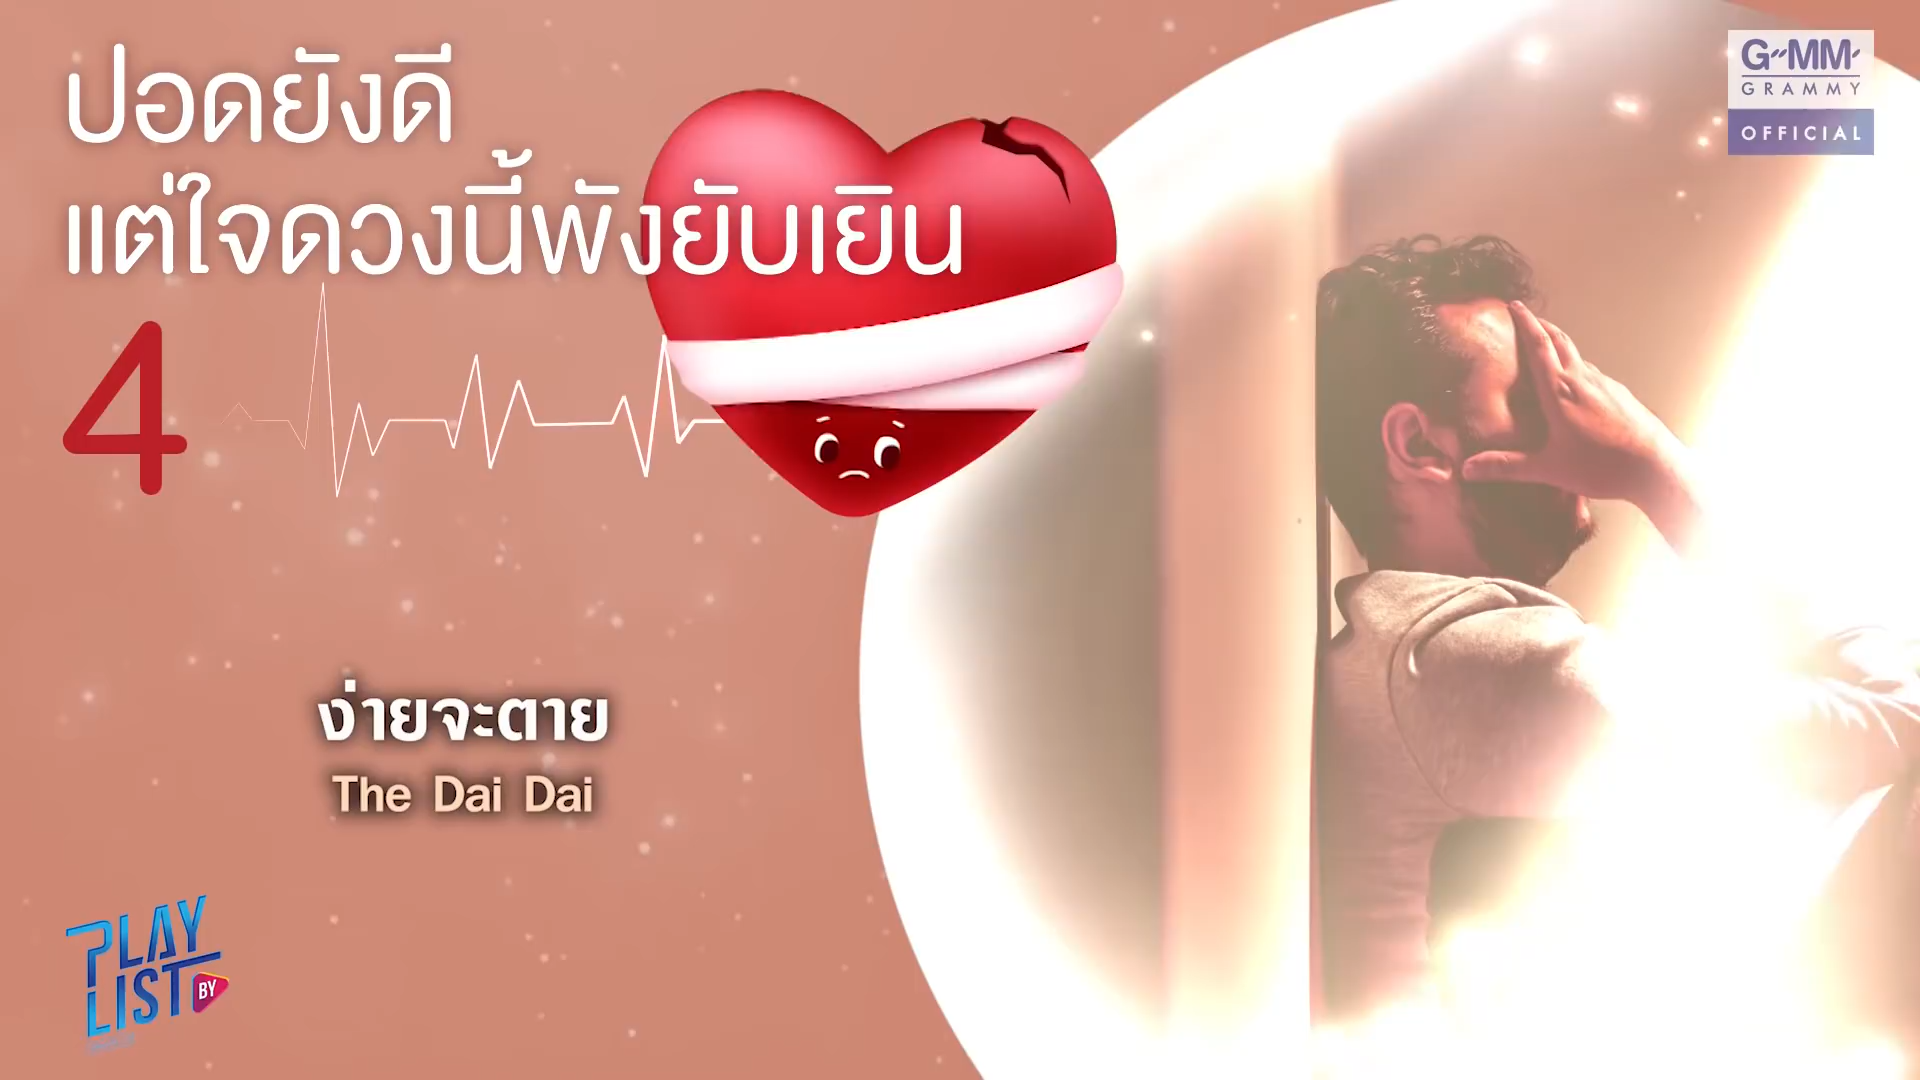 ปอดยังดี
แต่ใจดวงนี้พังยับเยิน
4
ง่ายจะตาย
The Dai Dai
GMM
GRAMMY
OFFICIAL
PLAY
LIST
BY